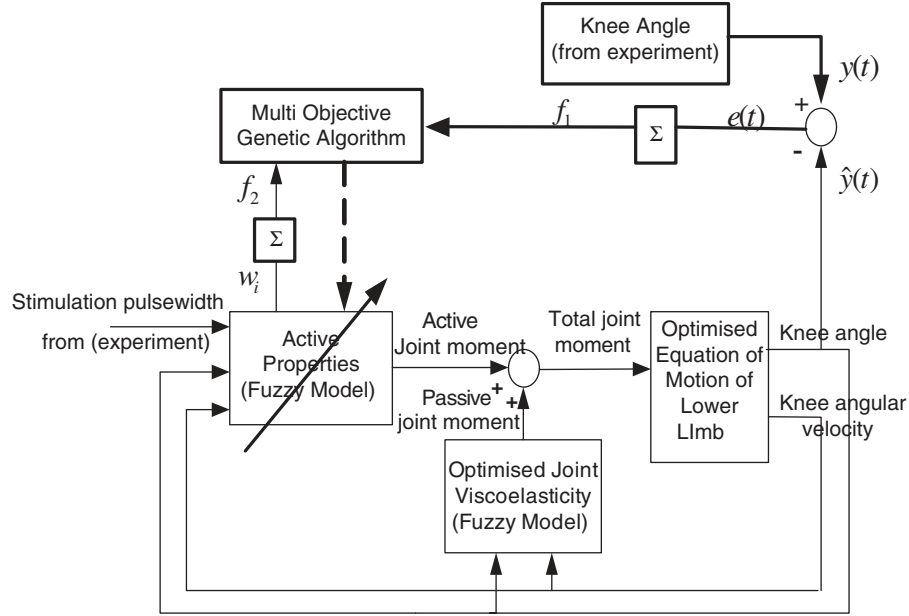 Knee Angle
(from experiment)
y(t)
+
Multi Objective
Genetic Algorithm
f₁
Σ
e(t)
-
ŷ(t)
f₂
Σ
wᵢ
Stimulation pulsewidth
from (experiment)
Active
Properties
(Fuzzy Model)
Active
Joint moment
Total joint
moment
Optimised
Equation of
Motion of
Lower
LImb
Knee angle
Knee angular
velocity
+
+
Passive
joint moment
Optimised Joint
Viscoelasticity
(Fuzzy Model)